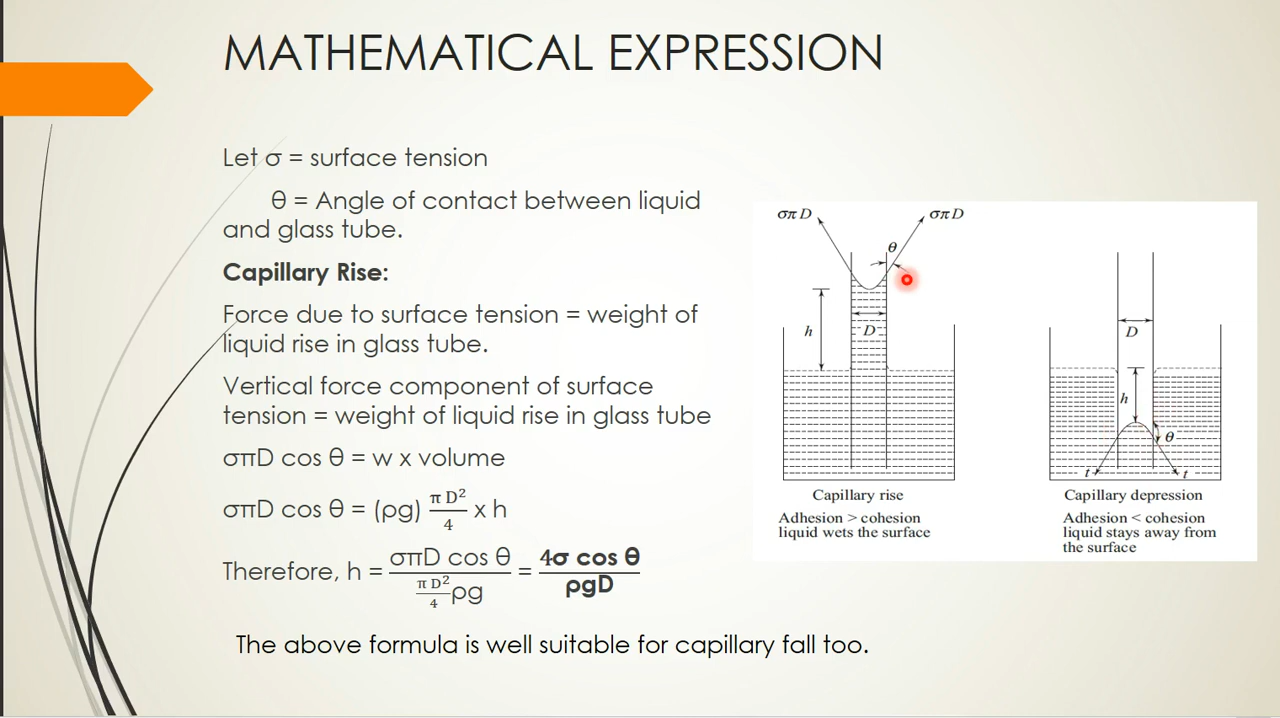 MATHEMATICAL EXPRESSION
Let σ = surface tension
θ = Angle of contact between liquid
and glass tube.
Capillary Rise:
Force due to surface tension = weight of
liquid rise in glass tube.
Vertical force component of surface
tension = weight of liquid rise in glass tube
σπD cos θ = w x volume
σπD cos θ = (ρg) π D²/4 x h
Therefore, h = σπD cos θ / (π D²/4 ρg) = 4σ cos θ / ρgD
The above formula is well suitable for capillary fall too.
σπ D
σπ D
θ
h
D
Capillary rise
Adhesion > cohesion
liquid wets the surface
D
h
θ
t
t
Capillary depression
Adhesion < cohesion
liquid stays away from
the surface